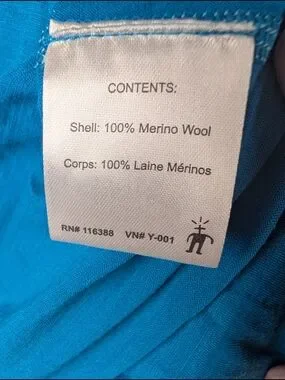 CONTENTS:
Shell: 100% Merino Wool
Corps: 100% Laine Mérinos
RN# 116388 VN# Y-001